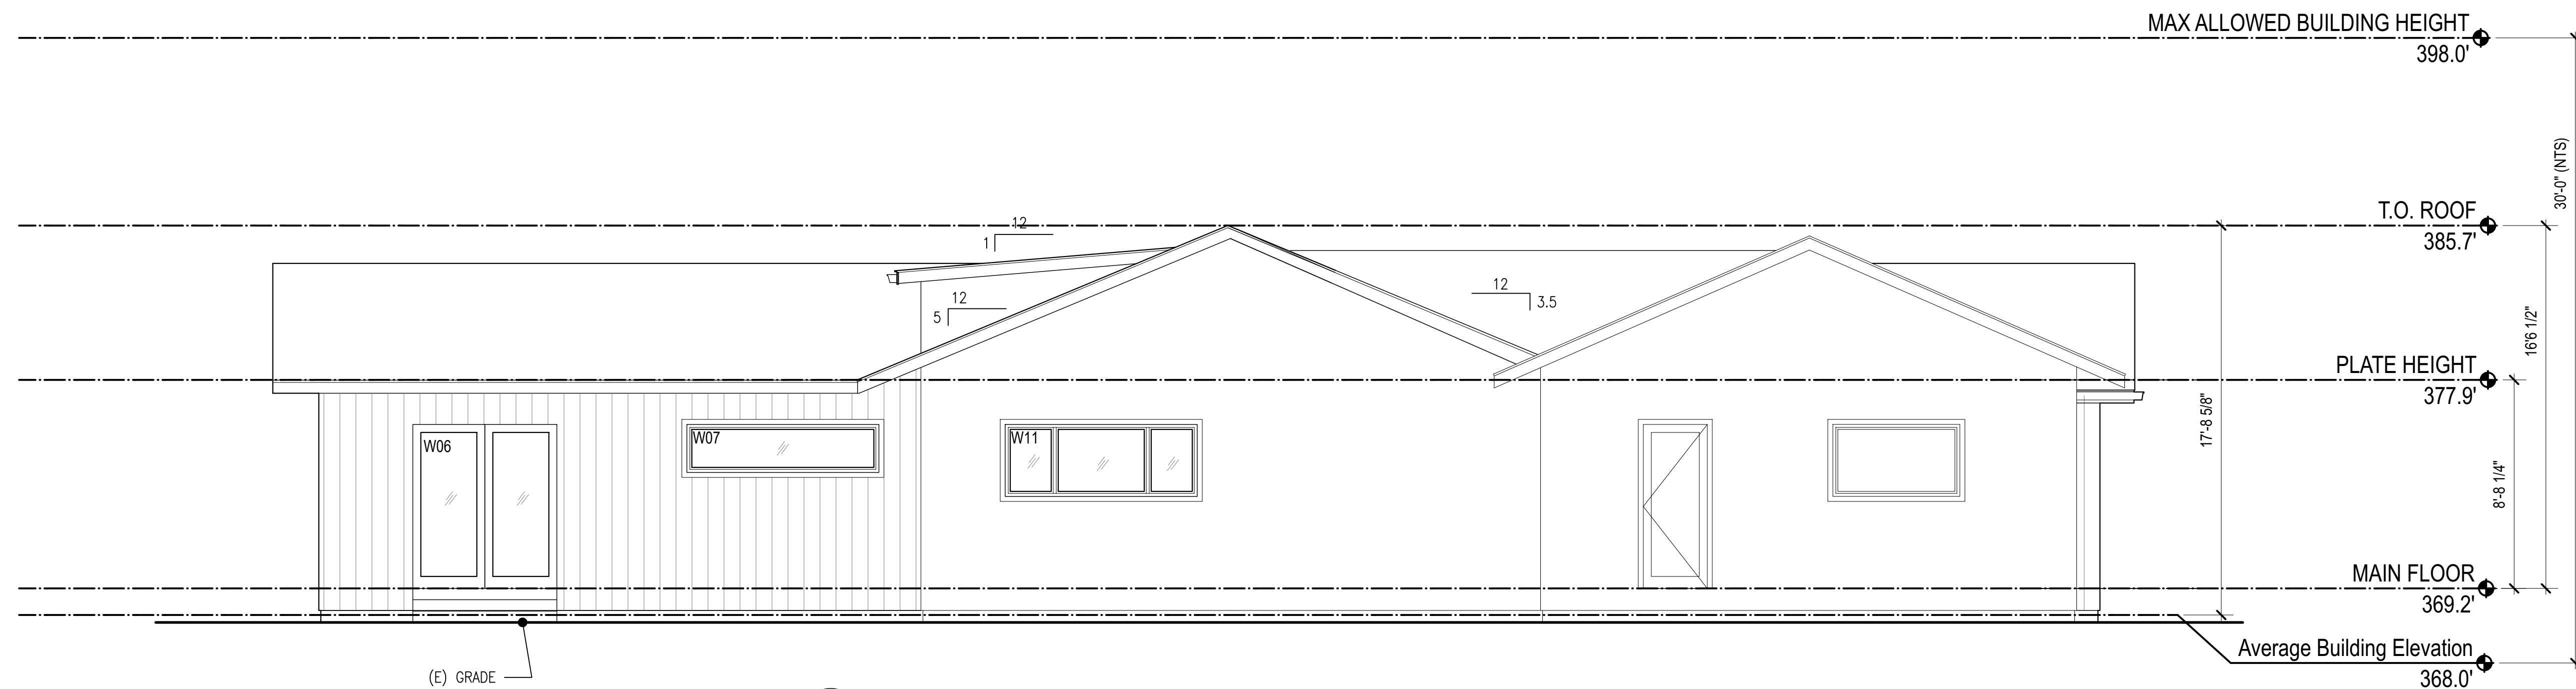 MAX ALLOWED BUILDING HEIGHT
398.0'
30'-0" (NTS)
T.O. ROOF
385.7'
12
1
12
5
12
3.5
16'6 1/2"
PLATE HEIGHT
377.9'
17'-8 5/8"
8'-8 1/4"
W06
W07
W11
MAIN FLOOR
369.2'
Average Building Elevation
368.0'
(E) GRADE